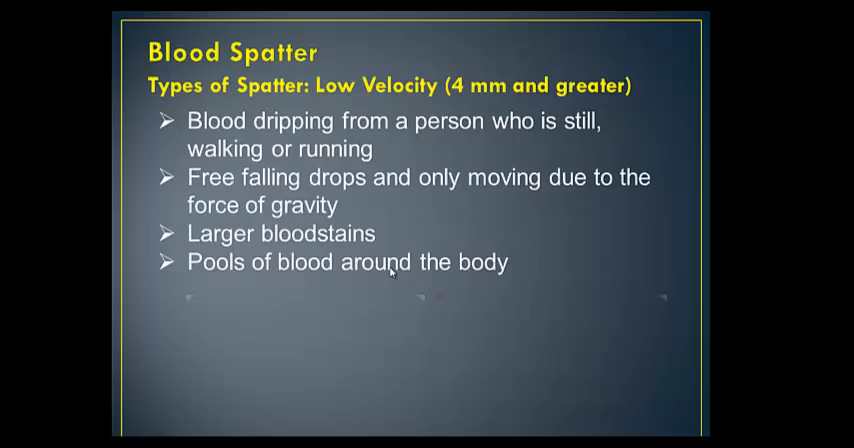 Blood Spatter
Types of Spatter: Low Velocity (4 mm and greater)
➢ Blood dripping from a person who is still,
walking or running
➢ Free falling drops and only moving due to the
force of gravity
➢ Larger bloodstains
➢ Pools of blood around the body